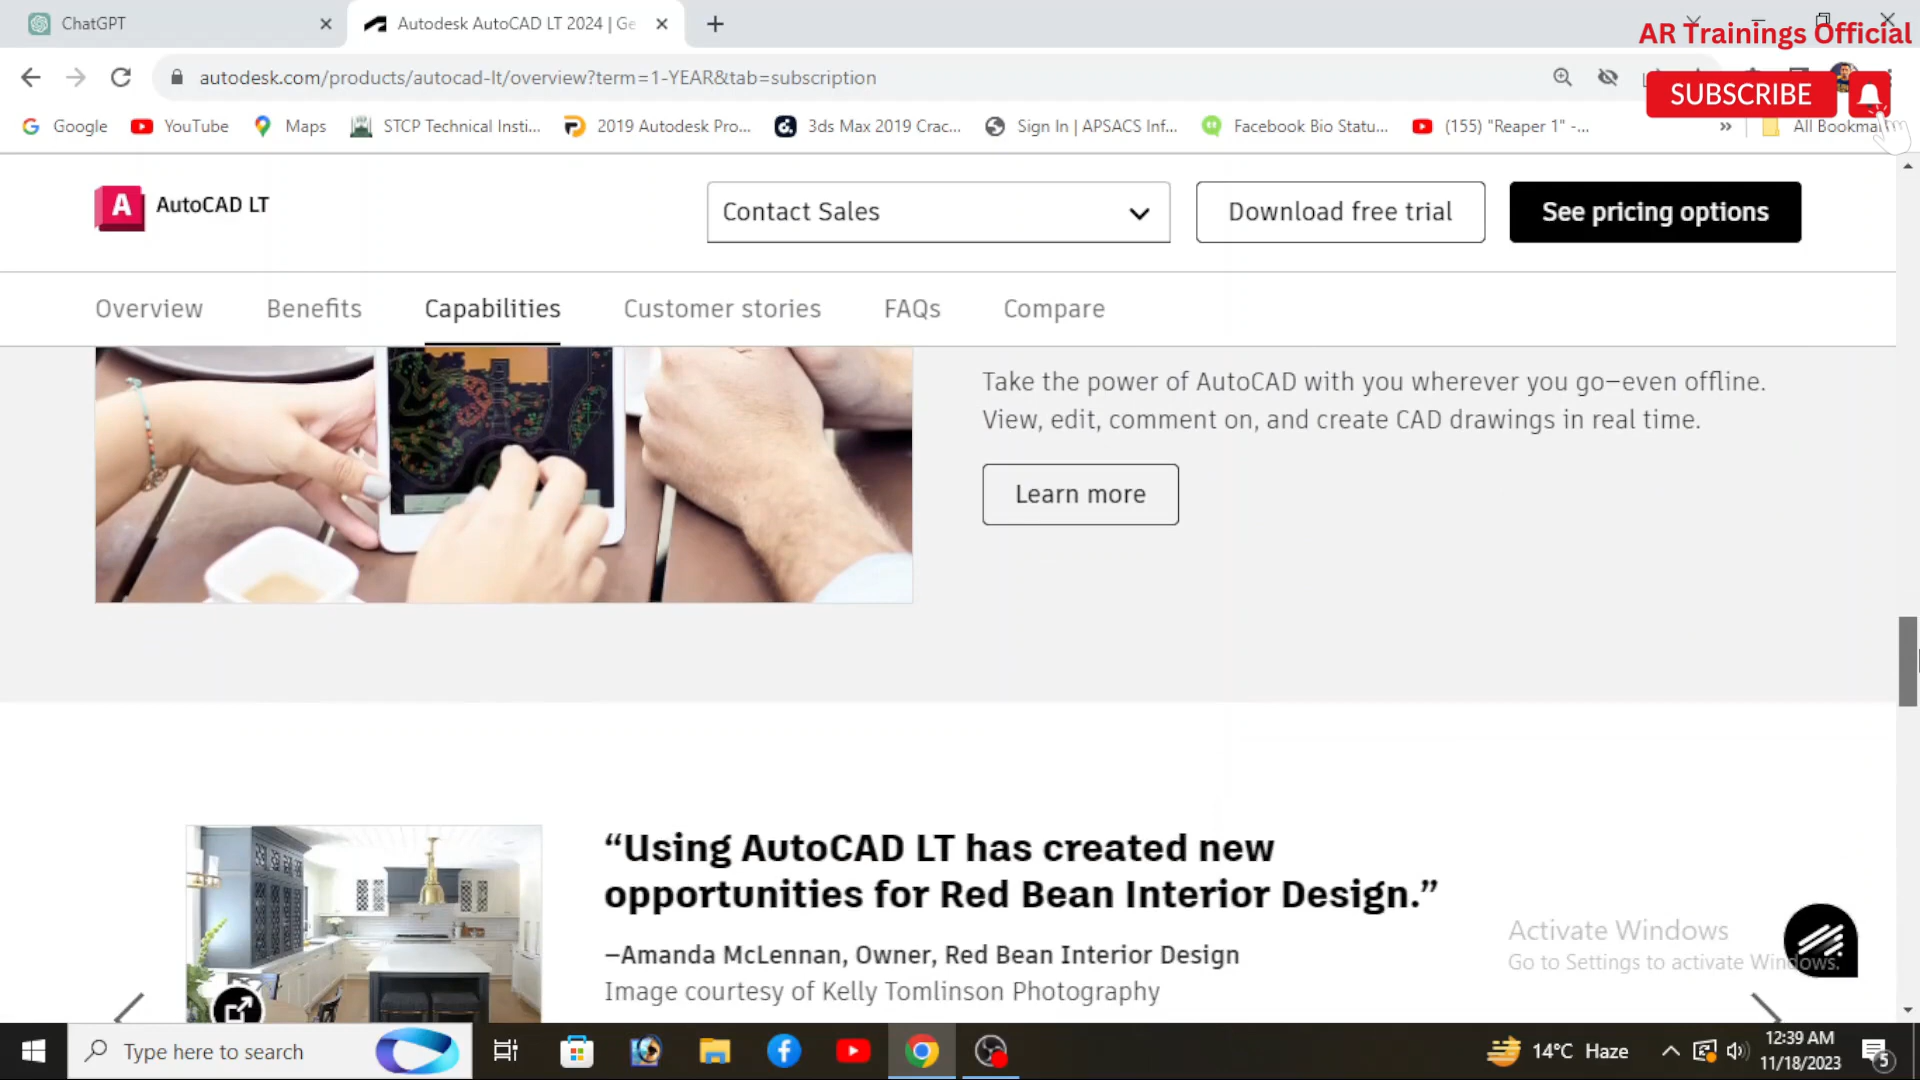 ChatGPT
Autodesk AutoCAD LT 2024 | Ge
AR Trainings Official
autodesk.com/products/autocad-lt/overview?term=1-YEAR&tab=subscription
SUBSCRIBE
Google
YouTube
Maps
STCP Technical Insti...
2019 Autodesk Pro...
3ds Max 2019 Crac...
Sign In | APSACS Inf...
Facebook Bio Statu...
(155) "Reaper 1" -...
»
All Bookma
A AutoCAD LT
Contact Sales
Download free trial
See pricing options
Overview
Benefits
Capabilities
Customer stories
FAQs
Compare
Take the power of AutoCAD with you wherever you go—even offline.
View, edit, comment on, and create CAD drawings in real time.
Learn more
“Using AutoCAD LT has created new
opportunities for Red Bean Interior Design.”
—Amanda McLennan, Owner, Red Bean Interior Design
Image courtesy of Kelly Tomlinson Photography
Activate Windows
Go to Settings to activate Windows.
Type here to search
14°C Haze
12:39 AM
11/18/2023
5